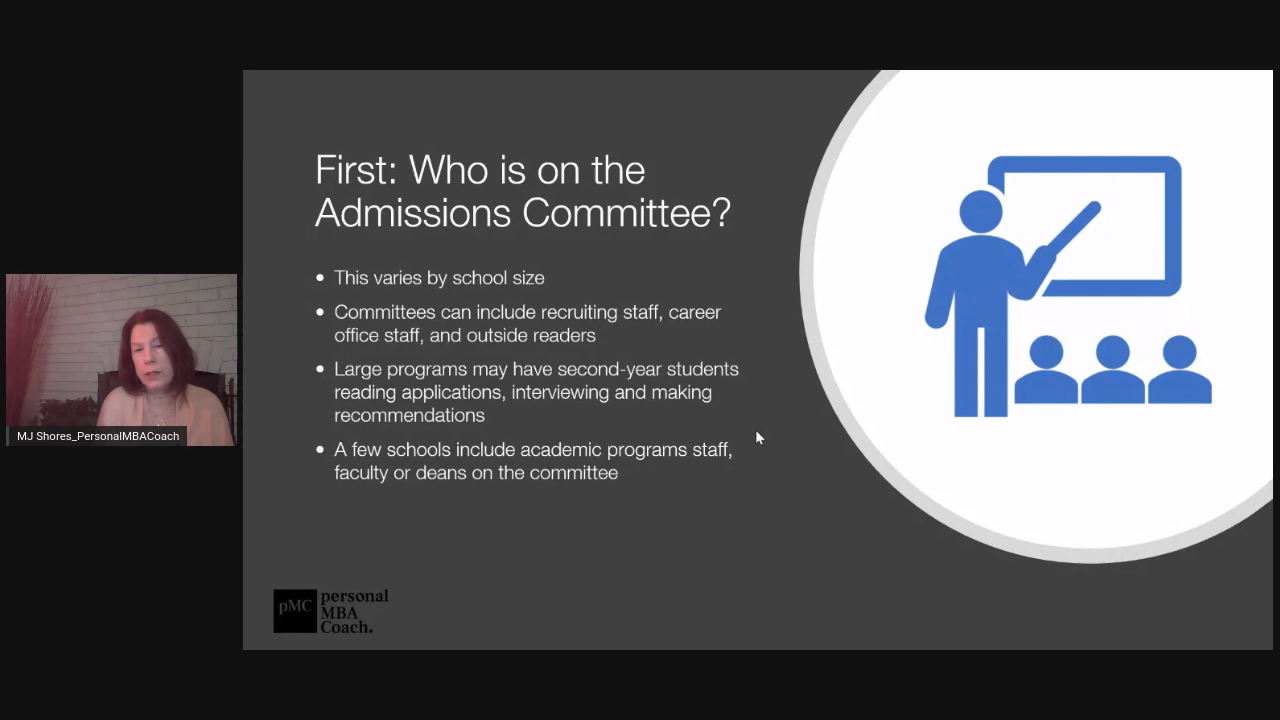 First: Who is on the
Admissions Committee?
• This varies by school size
• Committees can include recruiting staff, career
office staff, and outside readers
• Large programs may have second-year students
reading applications, interviewing and making
recommendations
• A few schools include academic programs staff,
faculty or deans on the committee
MJ Shores_PersonalMBACoach
pMC
personal
MBA
Coach.